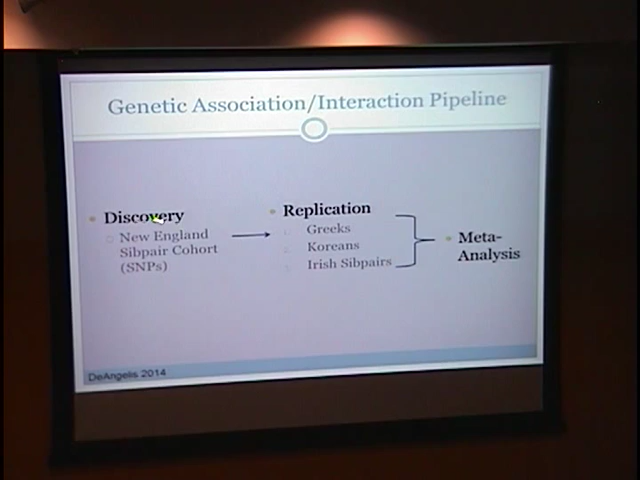 Genetic Association/Interaction Pipeline
Discovery
New England
Sibpair Cohort
(SNPs)
Replication
Greeks
Koreans
Irish Sibpairs
Meta-
Analysis
DeAngelis 2014